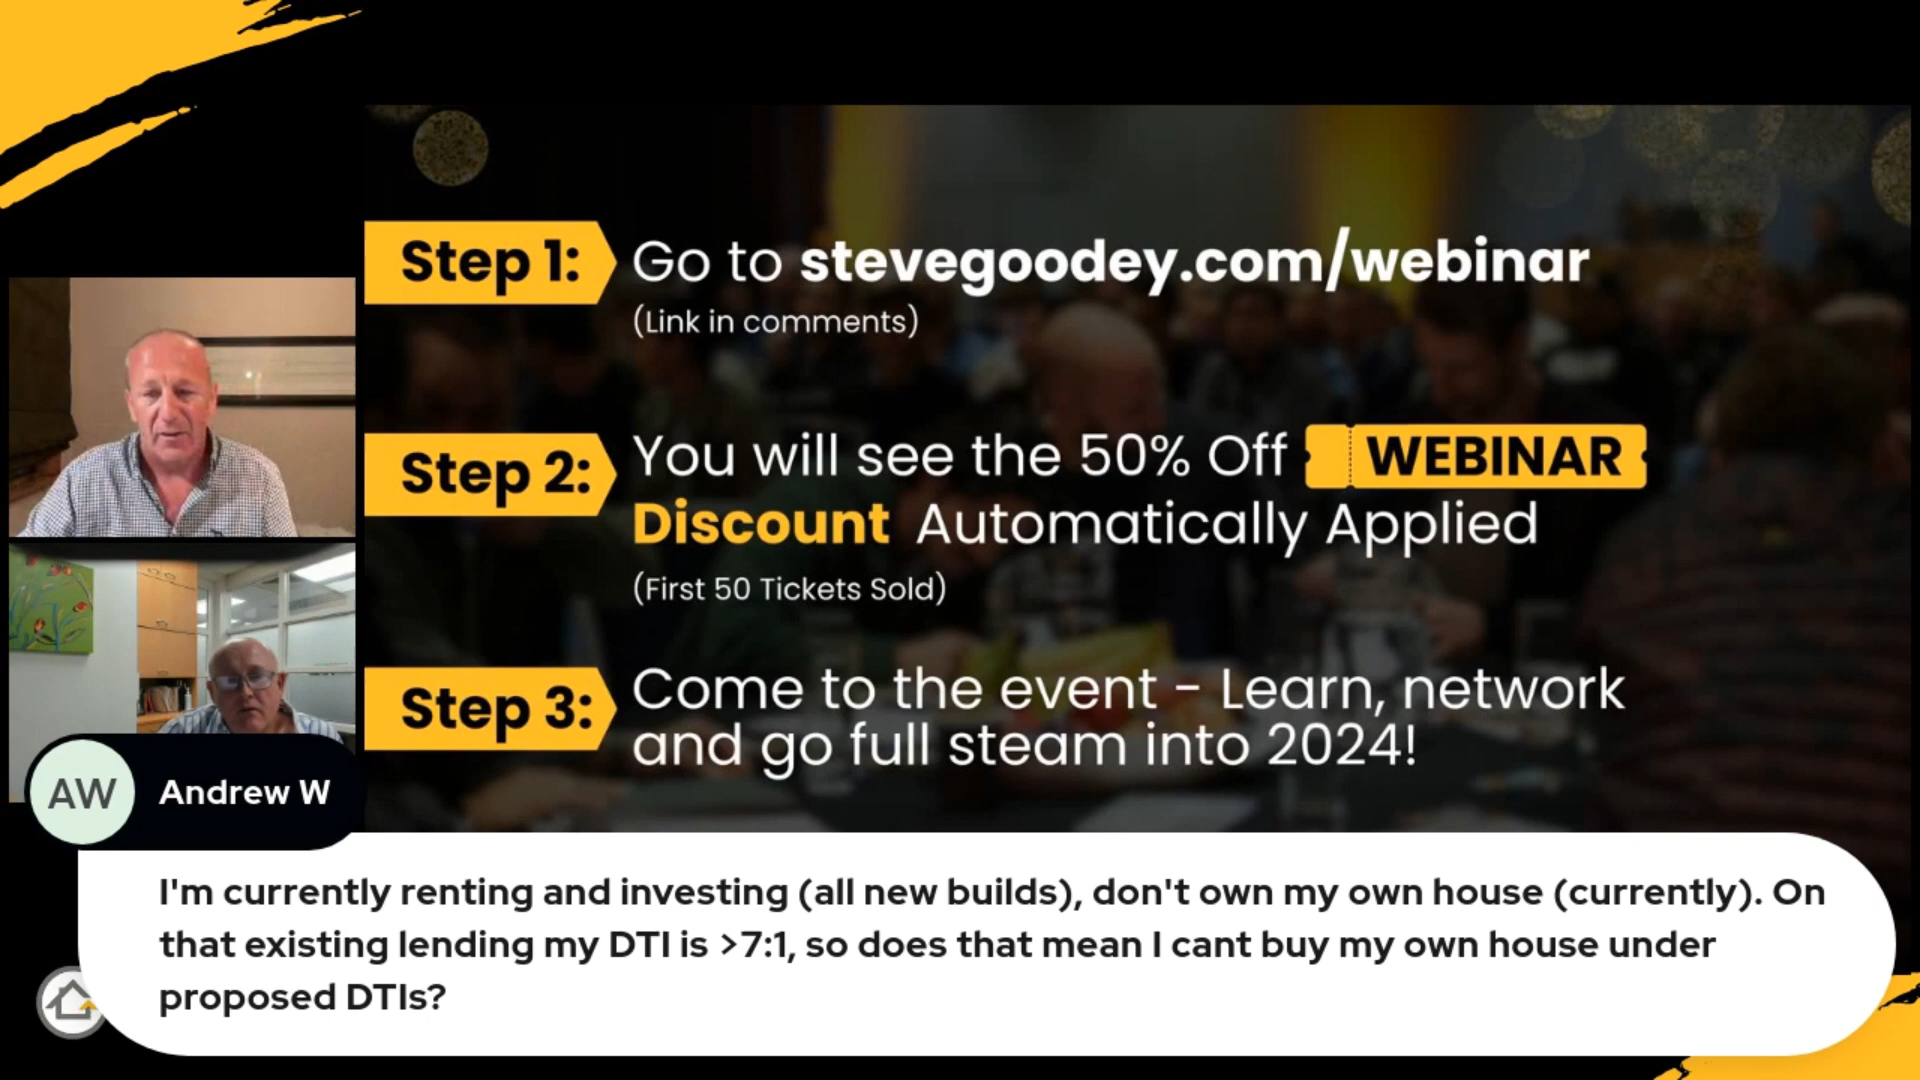 Step 1:
Go to stevegoodey.com/webinar
(Link in comments)
Step 2:
You will see the 50% Off WEBINAR
Discount Automatically Applied
(First 50 Tickets Sold)
Step 3:
Come to the event - Learn, network
and go full steam into 2024!
AW
Andrew W
I'm currently renting and investing (all new builds), don't own my own house (currently). On
that existing lending my DTI is >7:1, so does that mean I cant buy my own house under
proposed DTIs?